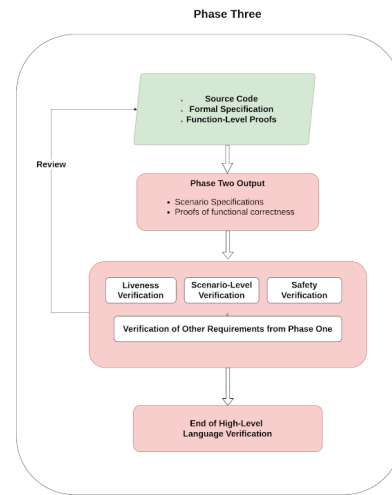 Phase Three
. Source Code
. Formal Specification
. Function-Level Proofs
Review
Phase Two Output
• Scenario Specifications
• Proofs of functional correctness
Liveness
Verification
Scenario-Level
Verification
Safety
Verification
Verification of Other Requirements from Phase One
End of High-Level
Language Verification